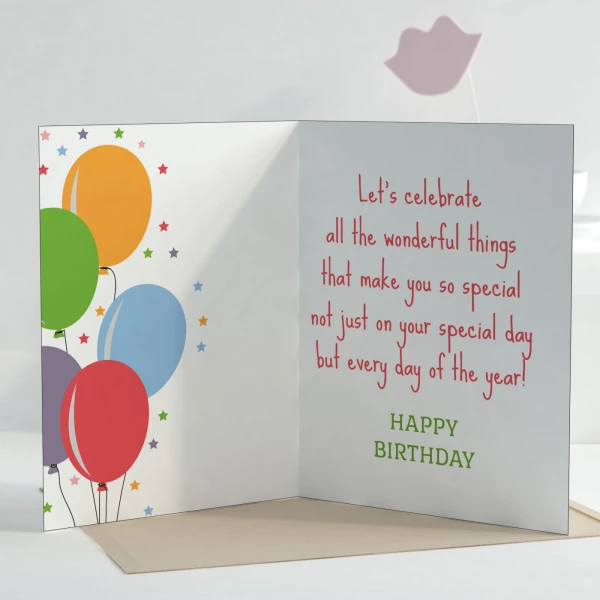 Let's celebrate
all the wonderful things
that make you so special
not just on your special day
but every day of the year!
HAPPY
BIRTHDAY